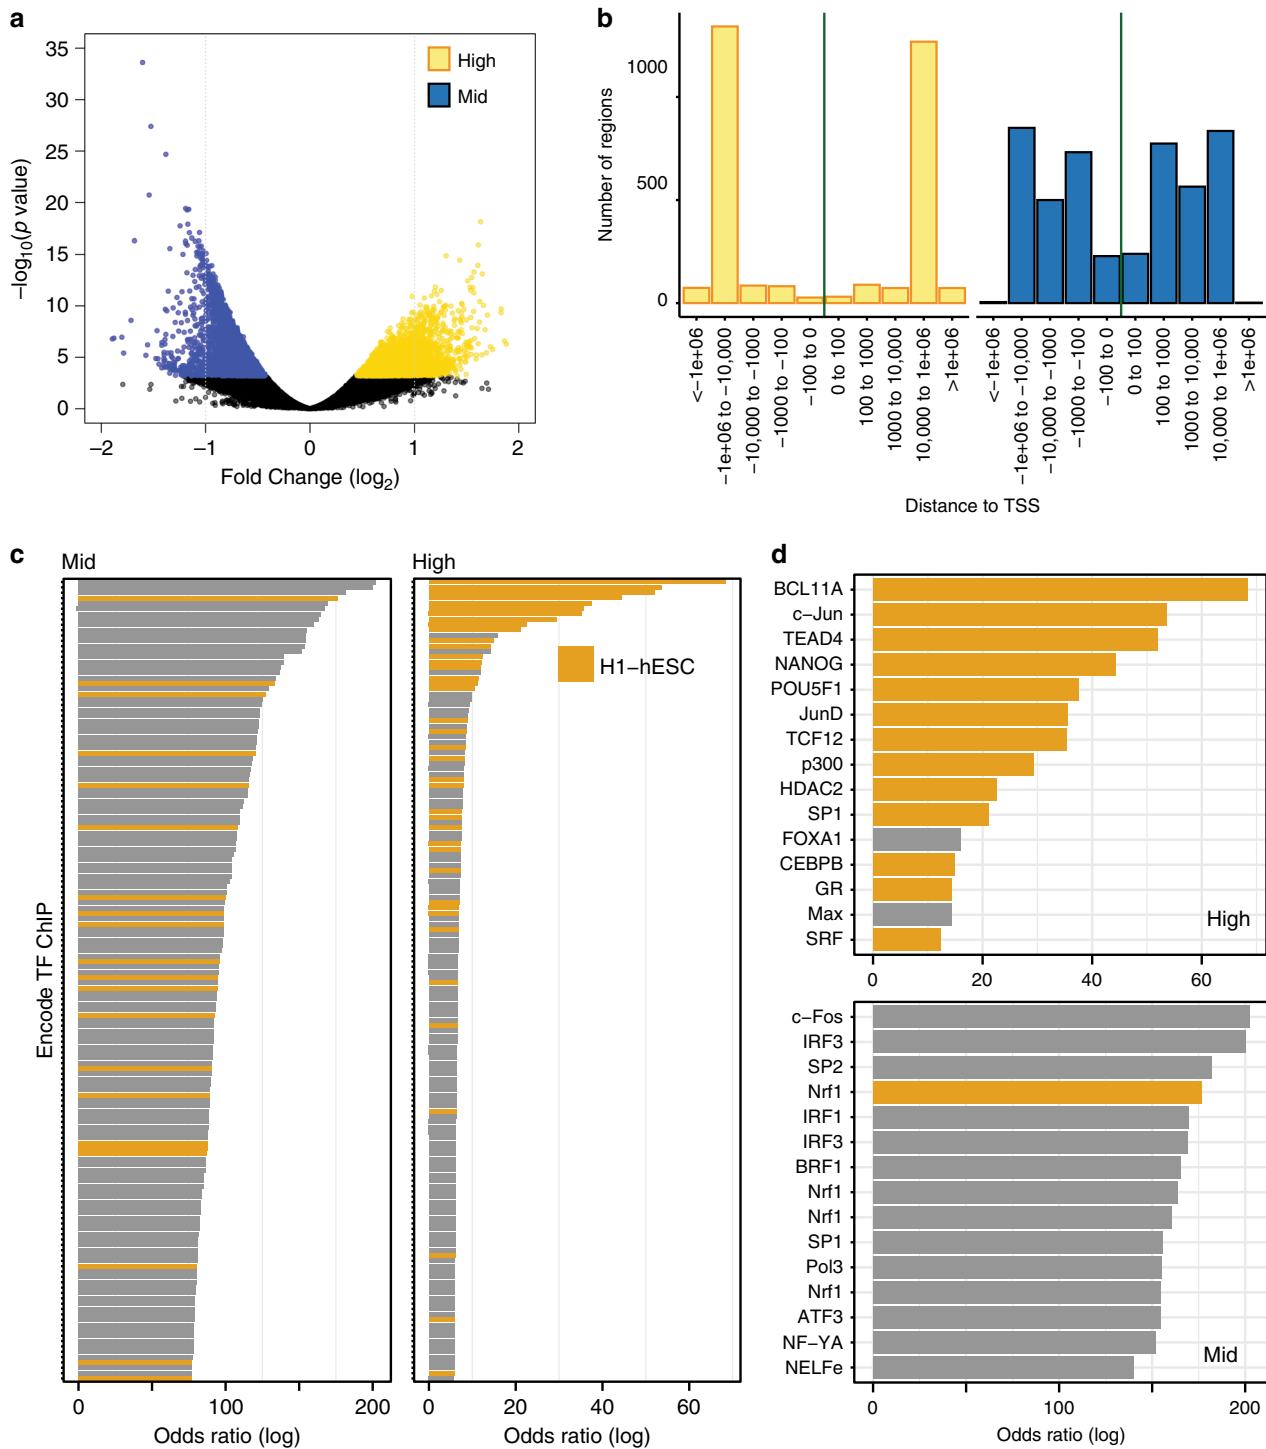 a
35
30
25
20
15
10
5
0
−log10(p value)
High
Mid
−2
−1
0
1
2
Fold Change (log2)
b
1000
500
0
Number of regions
<−1e+06
−1e+06 to −10,000
−10,000 to −1000
−1000 to −100
−100 to 0
0 to 100
100 to 1000
1000 to 10,000
10,000 to 1e+06
>1e+06
<−1e+06
−1e+06 to −10,000
−10,000 to −1000
−1000 to −100
−100 to 0
0 to 100
100 to 1000
1000 to 10,000
10,000 to 1e+06
>1e+06
Distance to TSS
c
Mid
High
H1−hESC
Encode TF ChIP
0
100
200
Odds ratio (log)
0
20
40
60
Odds ratio (log)
d
BCL11A
c−Jun
TEAD4
NANOG
POU5F1
JunD
TCF12
p300
HDAC2
SP1
FOXA1
CEBPB
GR
Max
SRF
High
0
20
40
60
c−Fos
IRF3
SP2
Nrf1
IRF1
IRF3
BRF1
Nrf1
Nrf1
SP1
Pol3
Nrf1
ATF3
NF−YA
NELFe
Mid
0
100
200
Odds ratio (log)